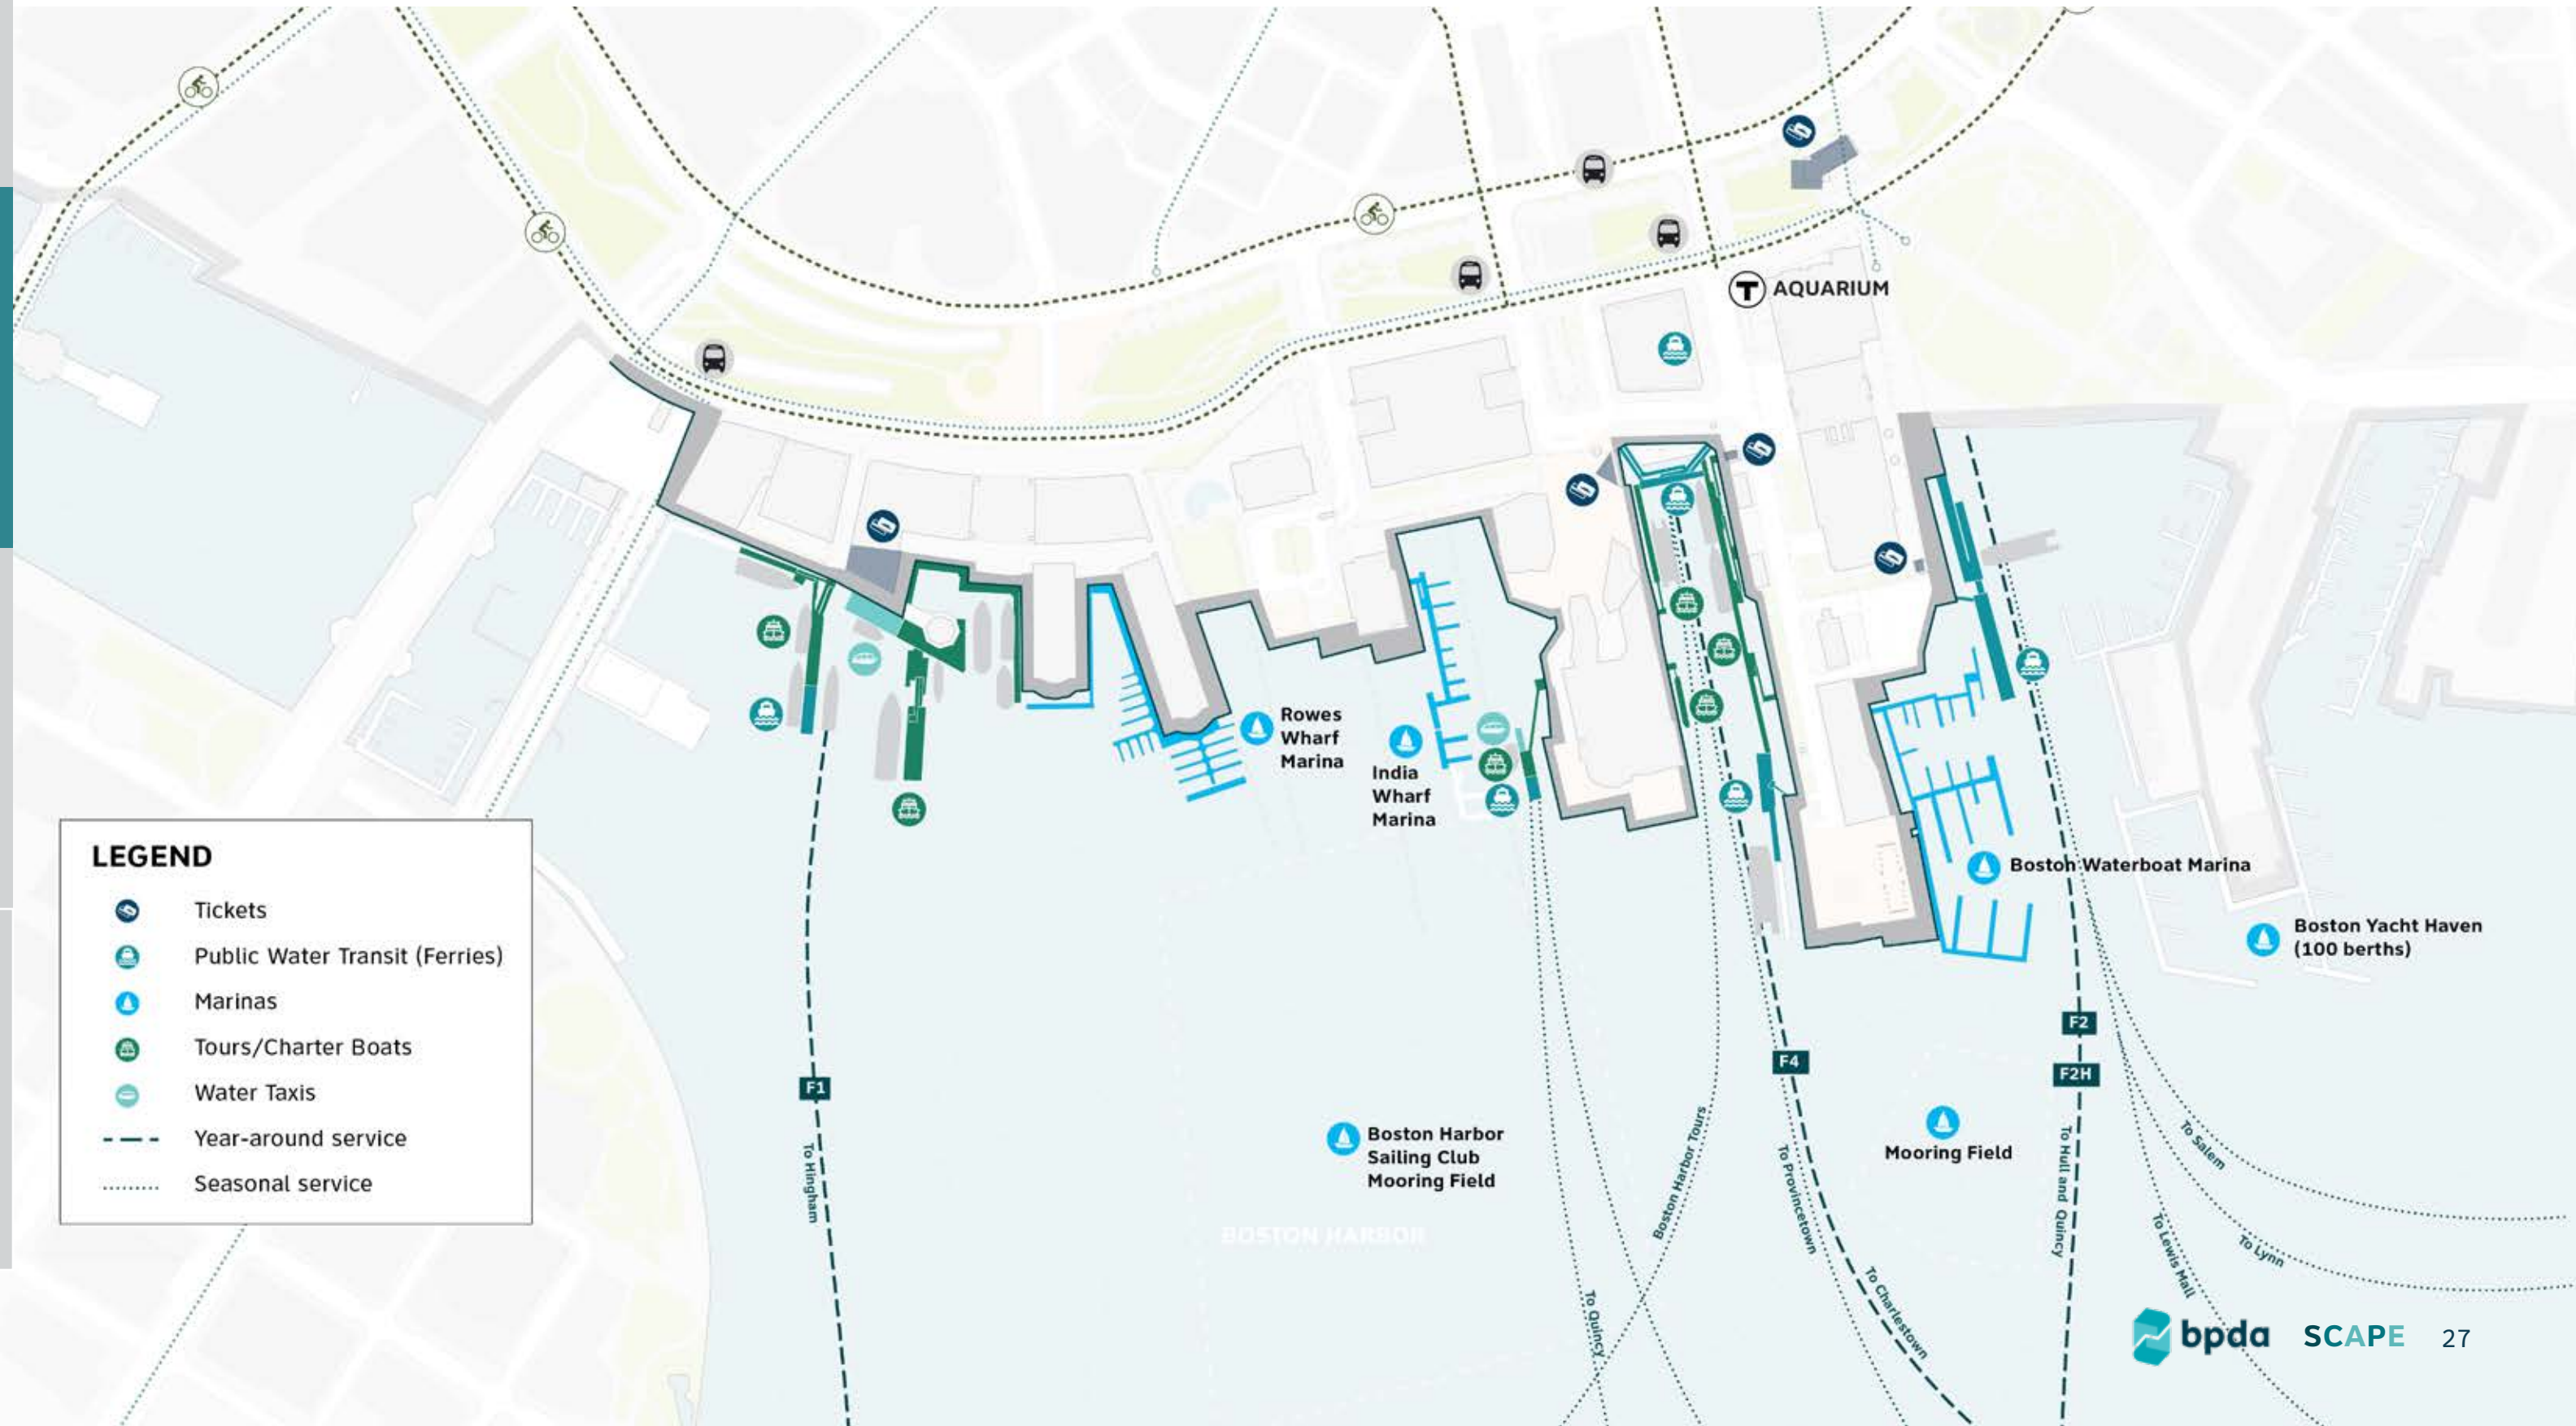 T AQUARIUM
Rowes
Wharf
Marina
India
Wharf
Marina
Boston Waterboat Marina
Boston Yacht Haven
(100 berths)
LEGEND
Tickets
Public Water Transit (Ferries)
Marinas
Tours/Charter Boats
Water Taxis
Year-around service
Seasonal service
F1
To Hingham
Boston Harbor
Sailing Club
Mooring Field
BOSTON HARBOR
To Quincy
Boston Harbor Tours
F4
To Provincetown
To Charlestown
Mooring Field
F2
F2H
To Hull and Quincy
To Salem
To Lynn
To Lewis Mall
bpda SCAPE 27